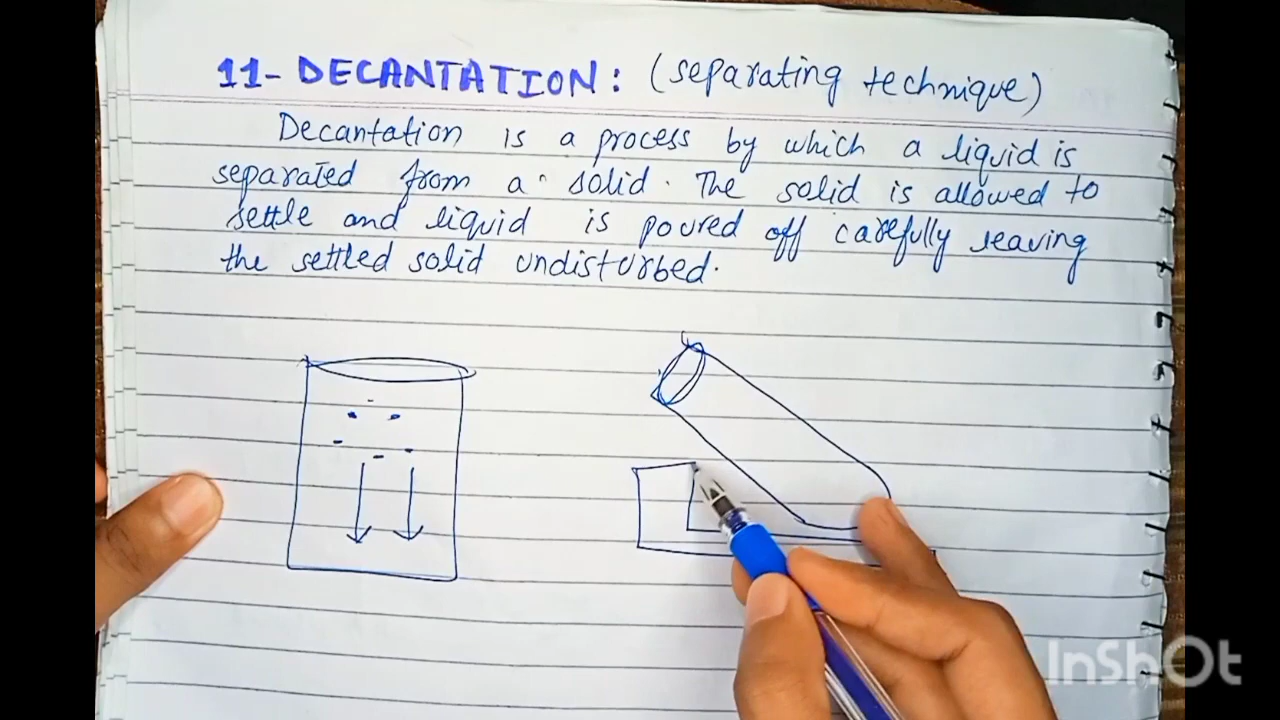 11- DECANTATION: (separating technique)
Decantation is a process by which a liquid is
separated from a solid. The solid is allowed to
settle and liquid is poured off carefully leaving
the settled solid undisturbed.
InShOt